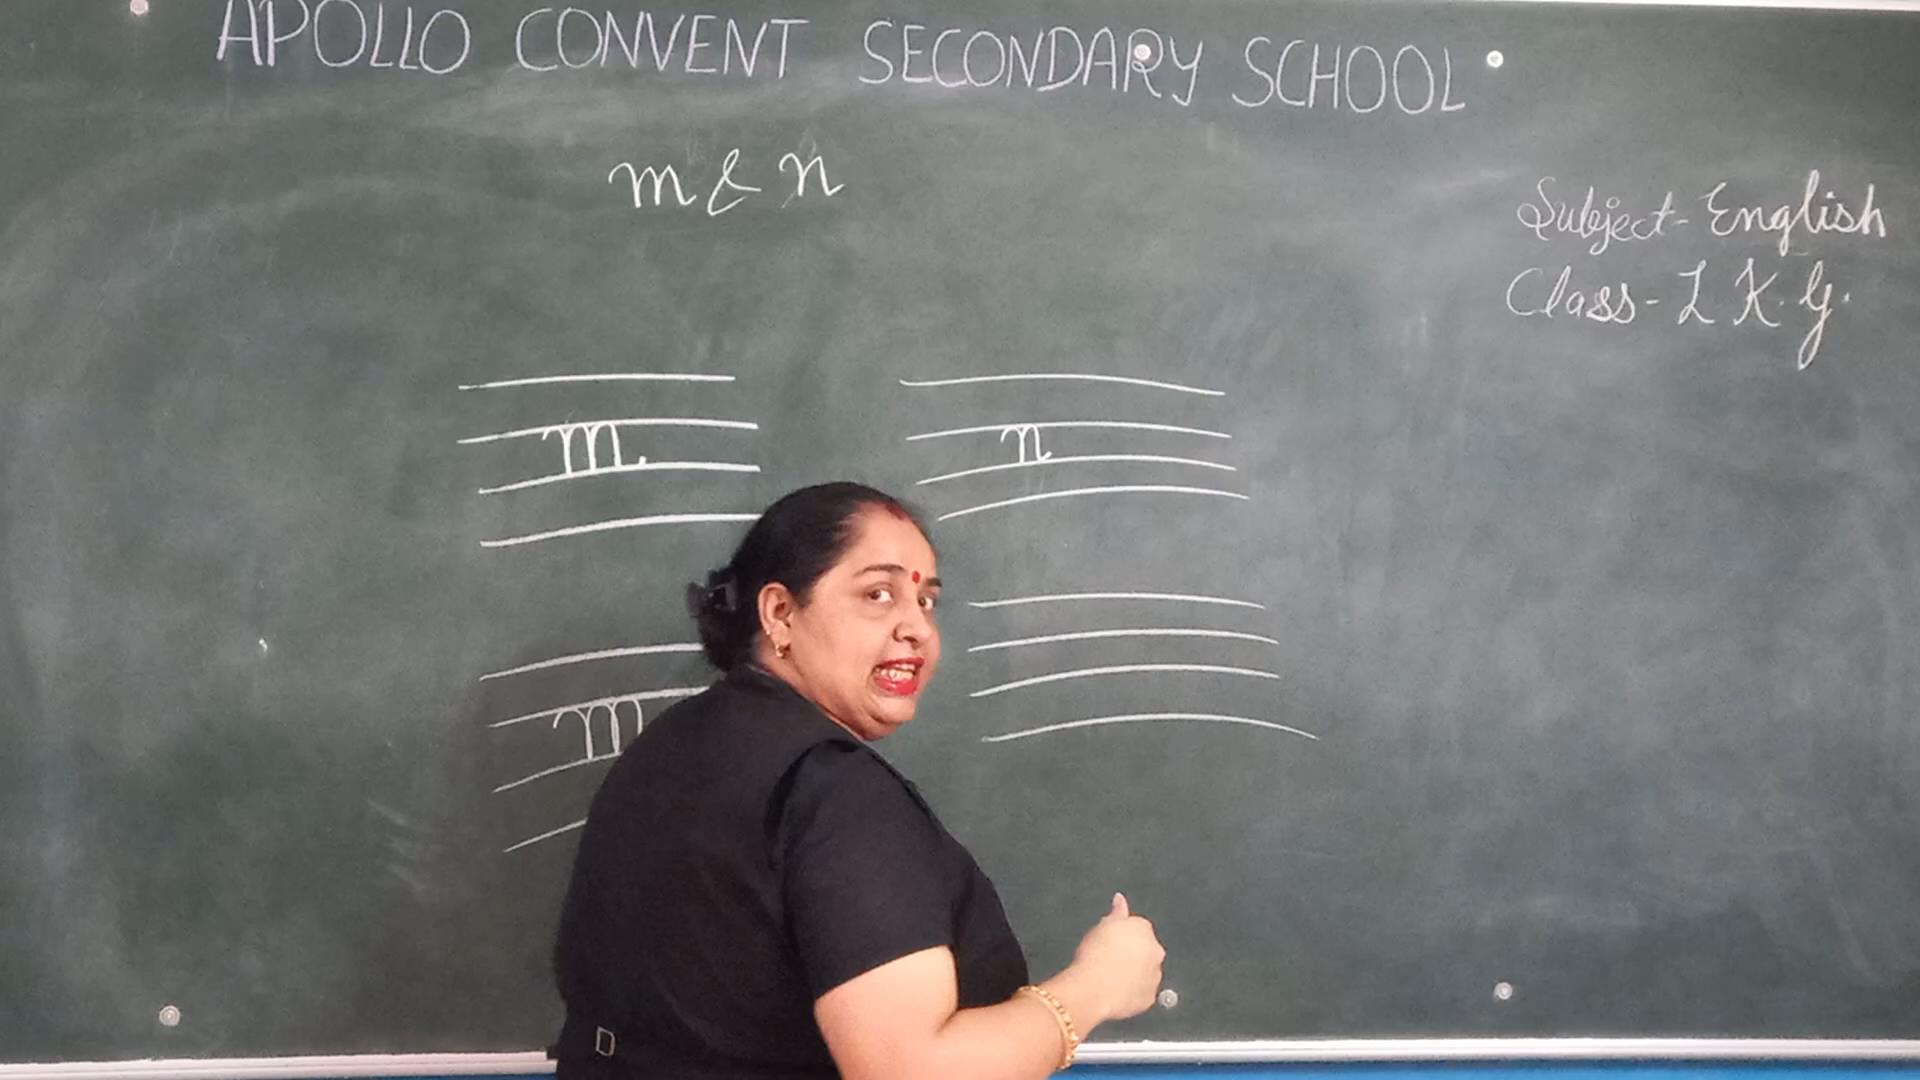 APOLLO CONVENT SECONDARY SCHOOL
m & n
Subject- English
Class- L K. G.
m
n
m